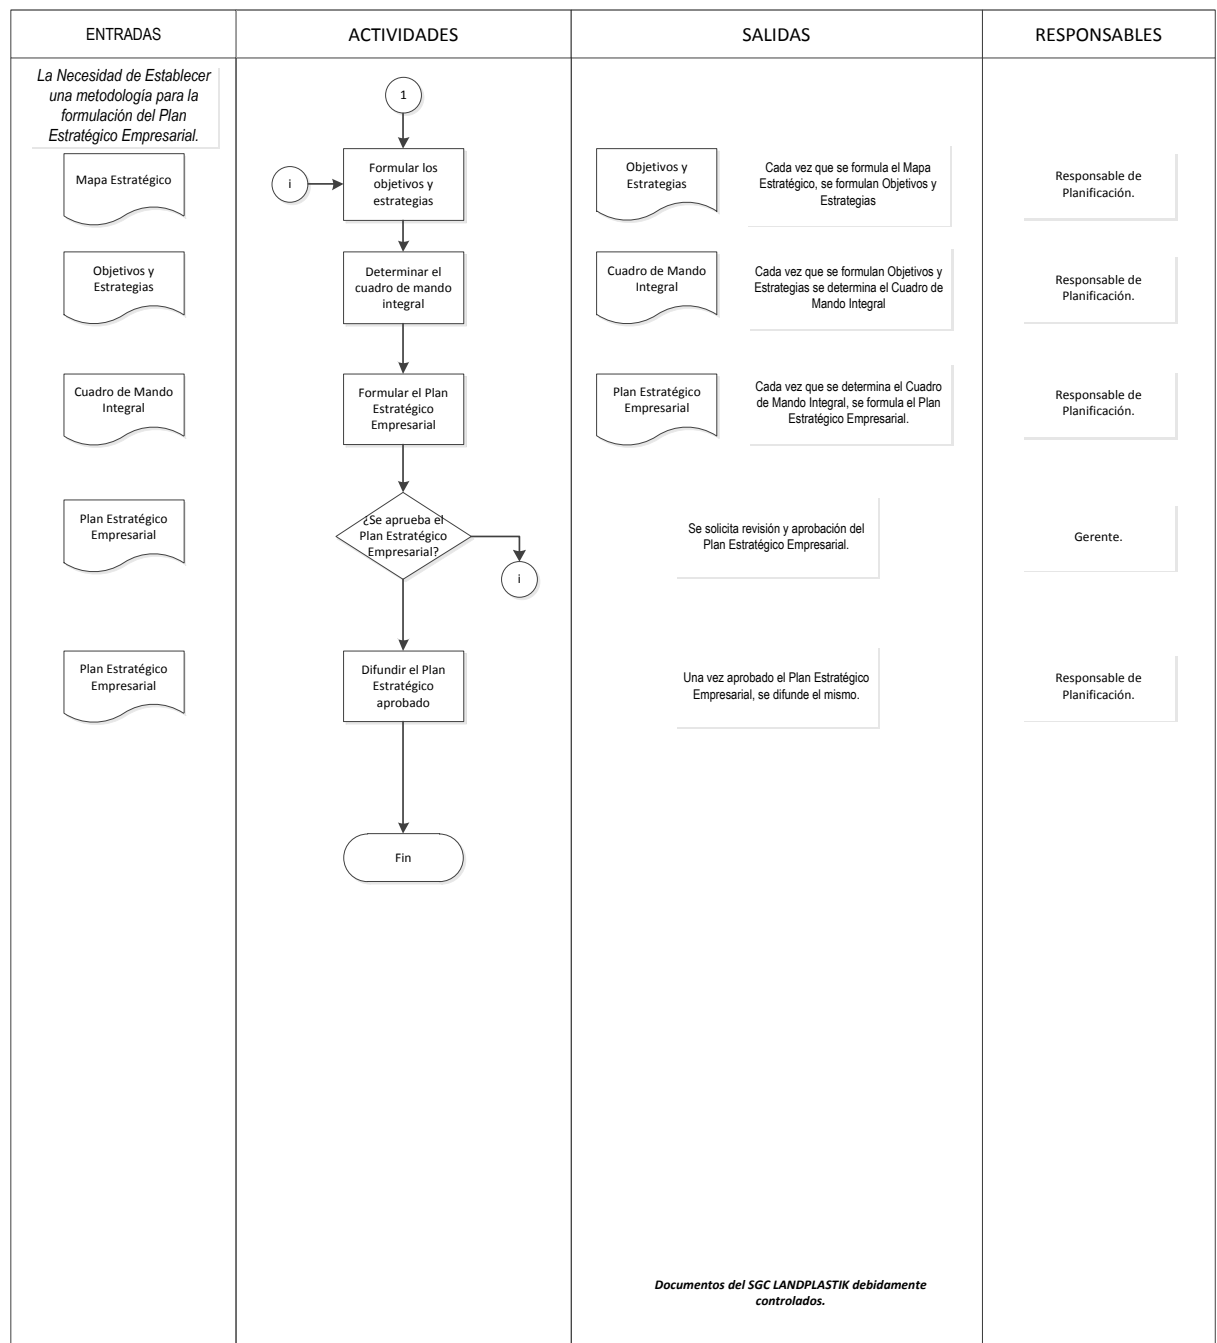 ENTRADAS
ACTIVIDADES
SALIDAS
RESPONSABLES
La Necesidad de Establecer
una metodología para la
formulación del Plan
Estratégico Empresarial.
1
Mapa Estratégico
i
Formular los
objetivos y
estrategias
Objetivos y
Estrategias
Cada vez que se formula el Mapa
Estratégico, se formulan Objetivos y
Estrategias
Responsable de
Planificación.
Objetivos y
Estrategias
Determinar el
cuadro de mando
integral
Cuadro de Mando
Integral
Cada vez que se formulan Objetivos y
Estrategias se determina el Cuadro de
Mando Integral
Responsable de
Planificación.
Cuadro de Mando
Integral
Formular el Plan
Estratégico
Empresarial
Plan Estratégico
Empresarial
Cada vez que se determina el Cuadro
de Mando Integral, se formula el Plan
Estratégico Empresarial.
Responsable de
Planificación.
Plan Estratégico
Empresarial
¿Se aprueba el
Plan Estratégico
Empresarial?
i
Se solicita revisión y aprobación del
Plan Estratégico Empresarial.
Gerente.
Plan Estratégico
Empresarial
Difundir el Plan
Estratégico
aprobado
Una vez aprobado el Plan Estratégico
Empresarial, se difunde el mismo.
Responsable de
Planificación.
Fin
Documentos del SGC LANDPLASTIK debidamente
controlados.